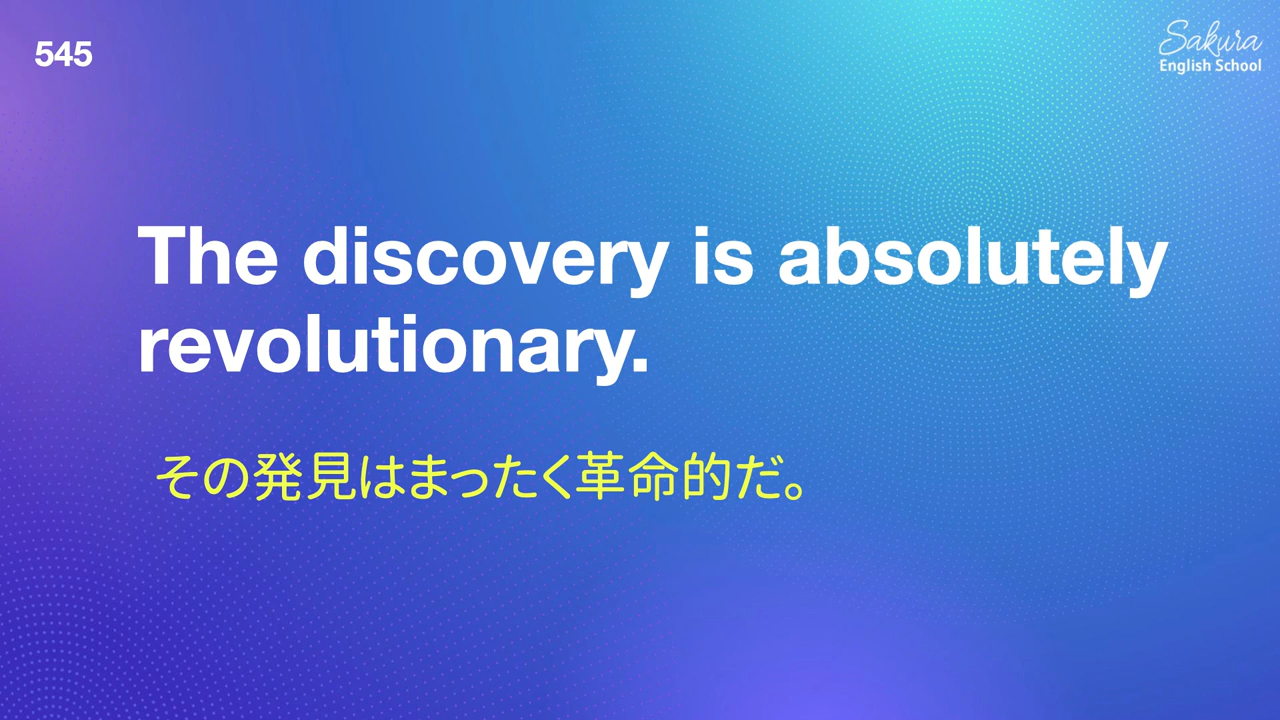 545
Sakura
English School
The discovery is absolutely
revolutionary.
その発見はまったく革命的だ。